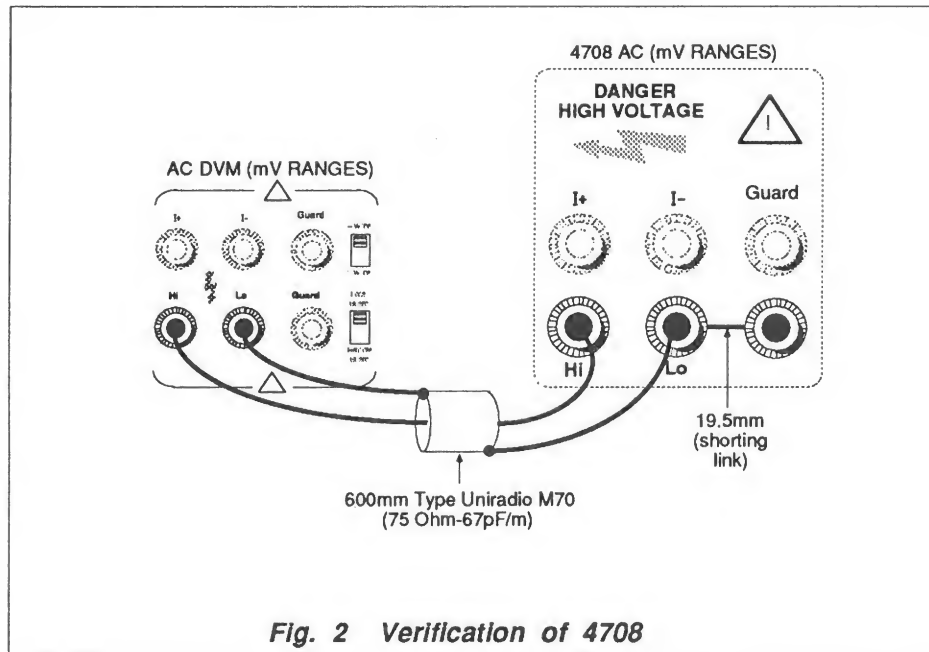 4708 AC (mV RANGES)
DANGER
HIGH VOLTAGE
!
AC DVM (mV RANGES)
I+
I-
Guard
I+
I-
Guard
Hi
Lo
Guard
Hi
Lo
19.5mm
(shorting
link)
600mm Type Uniradio M70
(75 Ohm-67pF/m)
Fig. 2 Verification of 4708